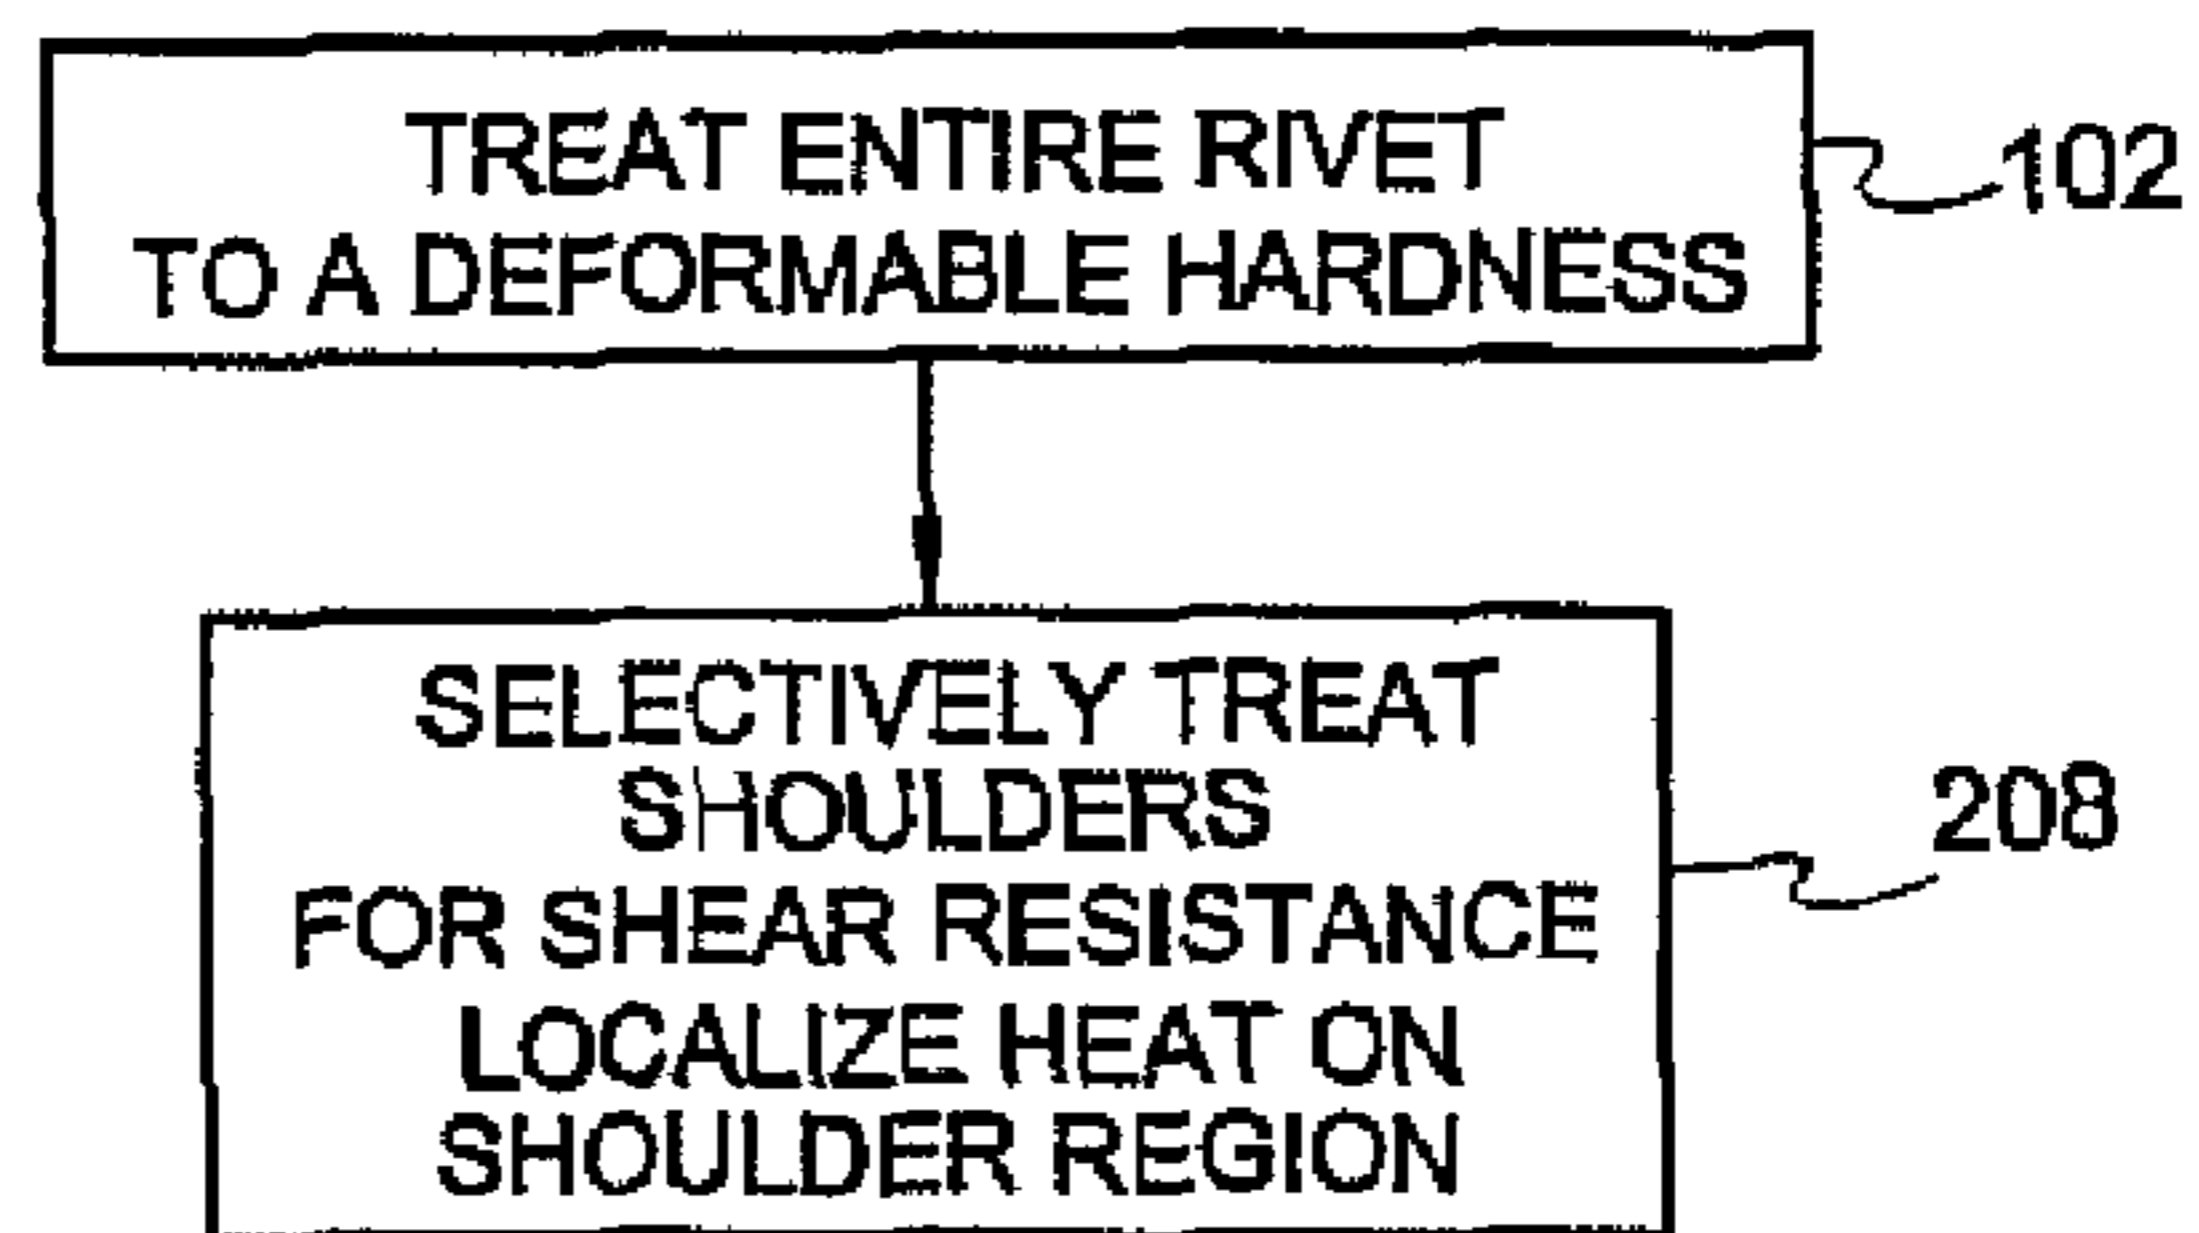 TREAT ENTIRE RIVET
TO A DEFORMABLE HARDNESS
102
SELECTIVELY TREAT
SHOULDERS
FOR SHEAR RESISTANCE
LOCALIZE HEAT ON
SHOULDER REGION
208